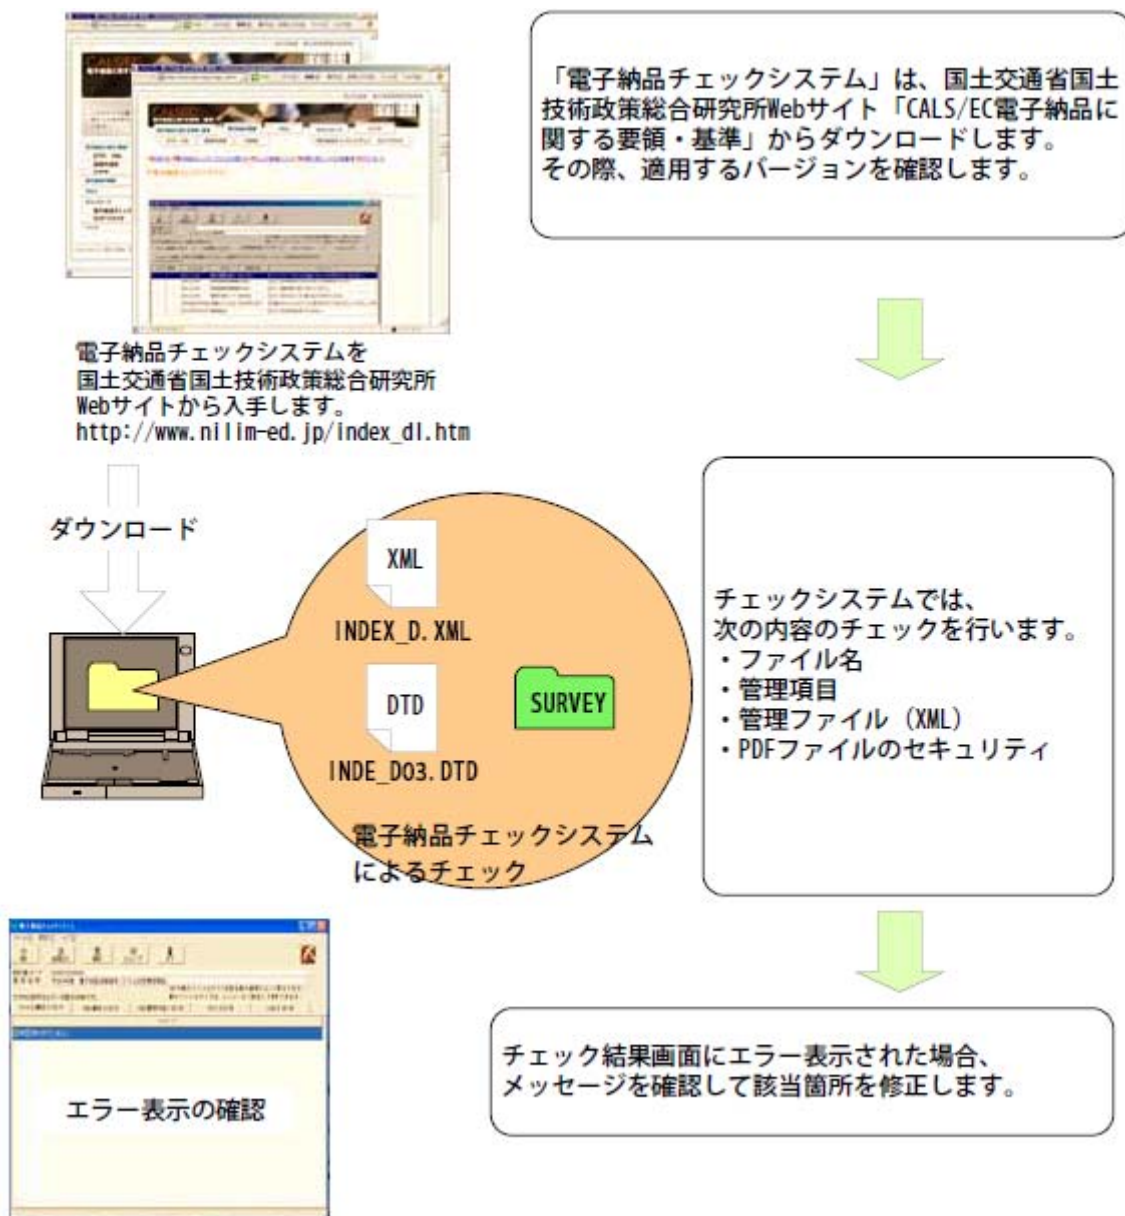 「電子納品チェックシステム」は、国土交通省国土
技術政策総合研究所Webサイト「CALS/EC電子納品に
関する要領・基準」からダウンロードします。
その際、適用するバージョンを確認します。
電子納品チェックシステムを
国土交通省国土技術政策総合研究所
Webサイトから入手します。
http://www.nilim-ed.jp/index_dl.htm
ダウンロード
XML
INDEX_D.XML
DTD
INDE_D03.DTD
SURVEY
電子納品チェックシステム
によるチェック
チェックシステムでは、
次の内容のチェックを行います。
・ファイル名
・管理項目
・管理ファイル（XML）
・PDFファイルのセキュリティ
エラー表示の確認
チェック結果画面にエラー表示された場合、
メッセージを確認して該当箇所を修正します。